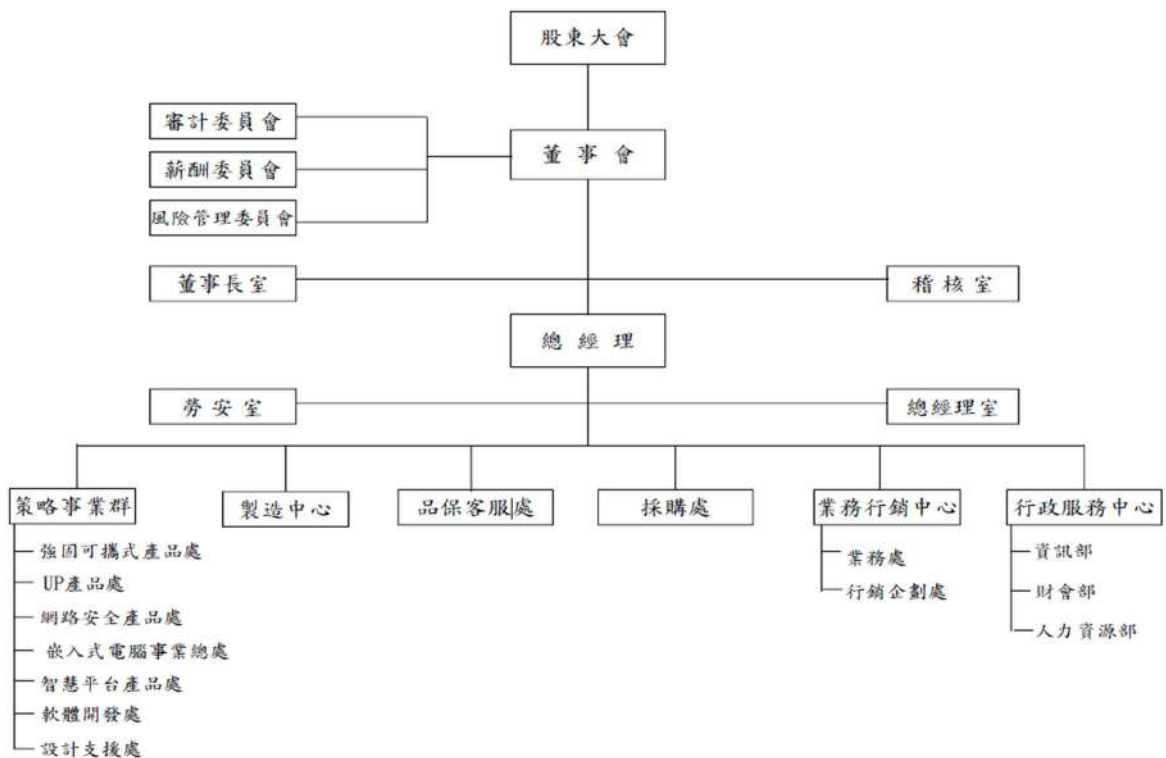 股東大會
審計委員會
董事會
薪酬委員會
風險管理委員會
董事長室
稽核室
總經理
勞安室
總經理室
策略事業群
製造中心
品保客服處
採購處
業務行銷中心
行政服務中心
強固可攜式產品處
UP產品處
網路安全產品處
嵌入式電腦事業總處
智慧平台產品處
軟體開發處
設計支援處
業務處
行銷企劃處
資訊部
財會部
人力資源部